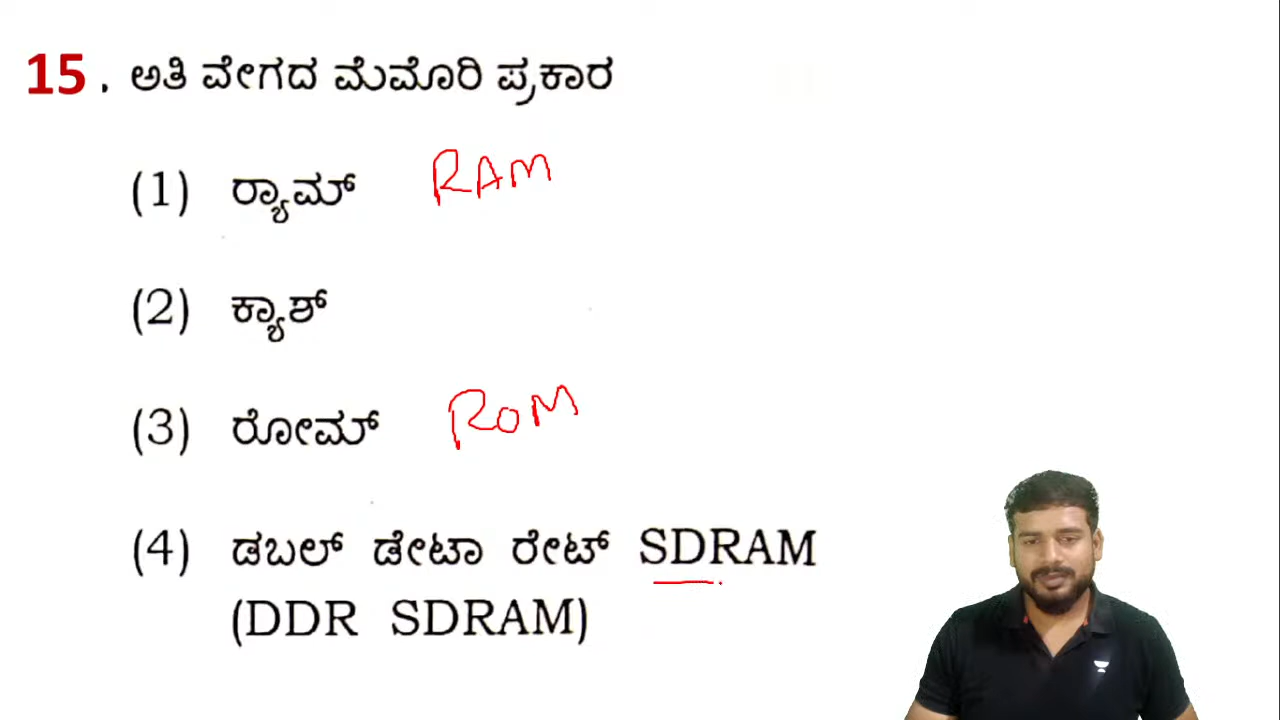 15. ಅತಿ ವೇಗದ ಮೆಮೊರಿ ಪ್ರಕಾರ
(1) ರ‍್ಯಾಮ್ RAM
(2) ಕ್ಯಾಶ್
(3) ರೋಮ್ ROM
(4) ಡಬಲ್ ಡೇಟಾ ರೇಟ್ SDRAM
(DDR SDRAM)